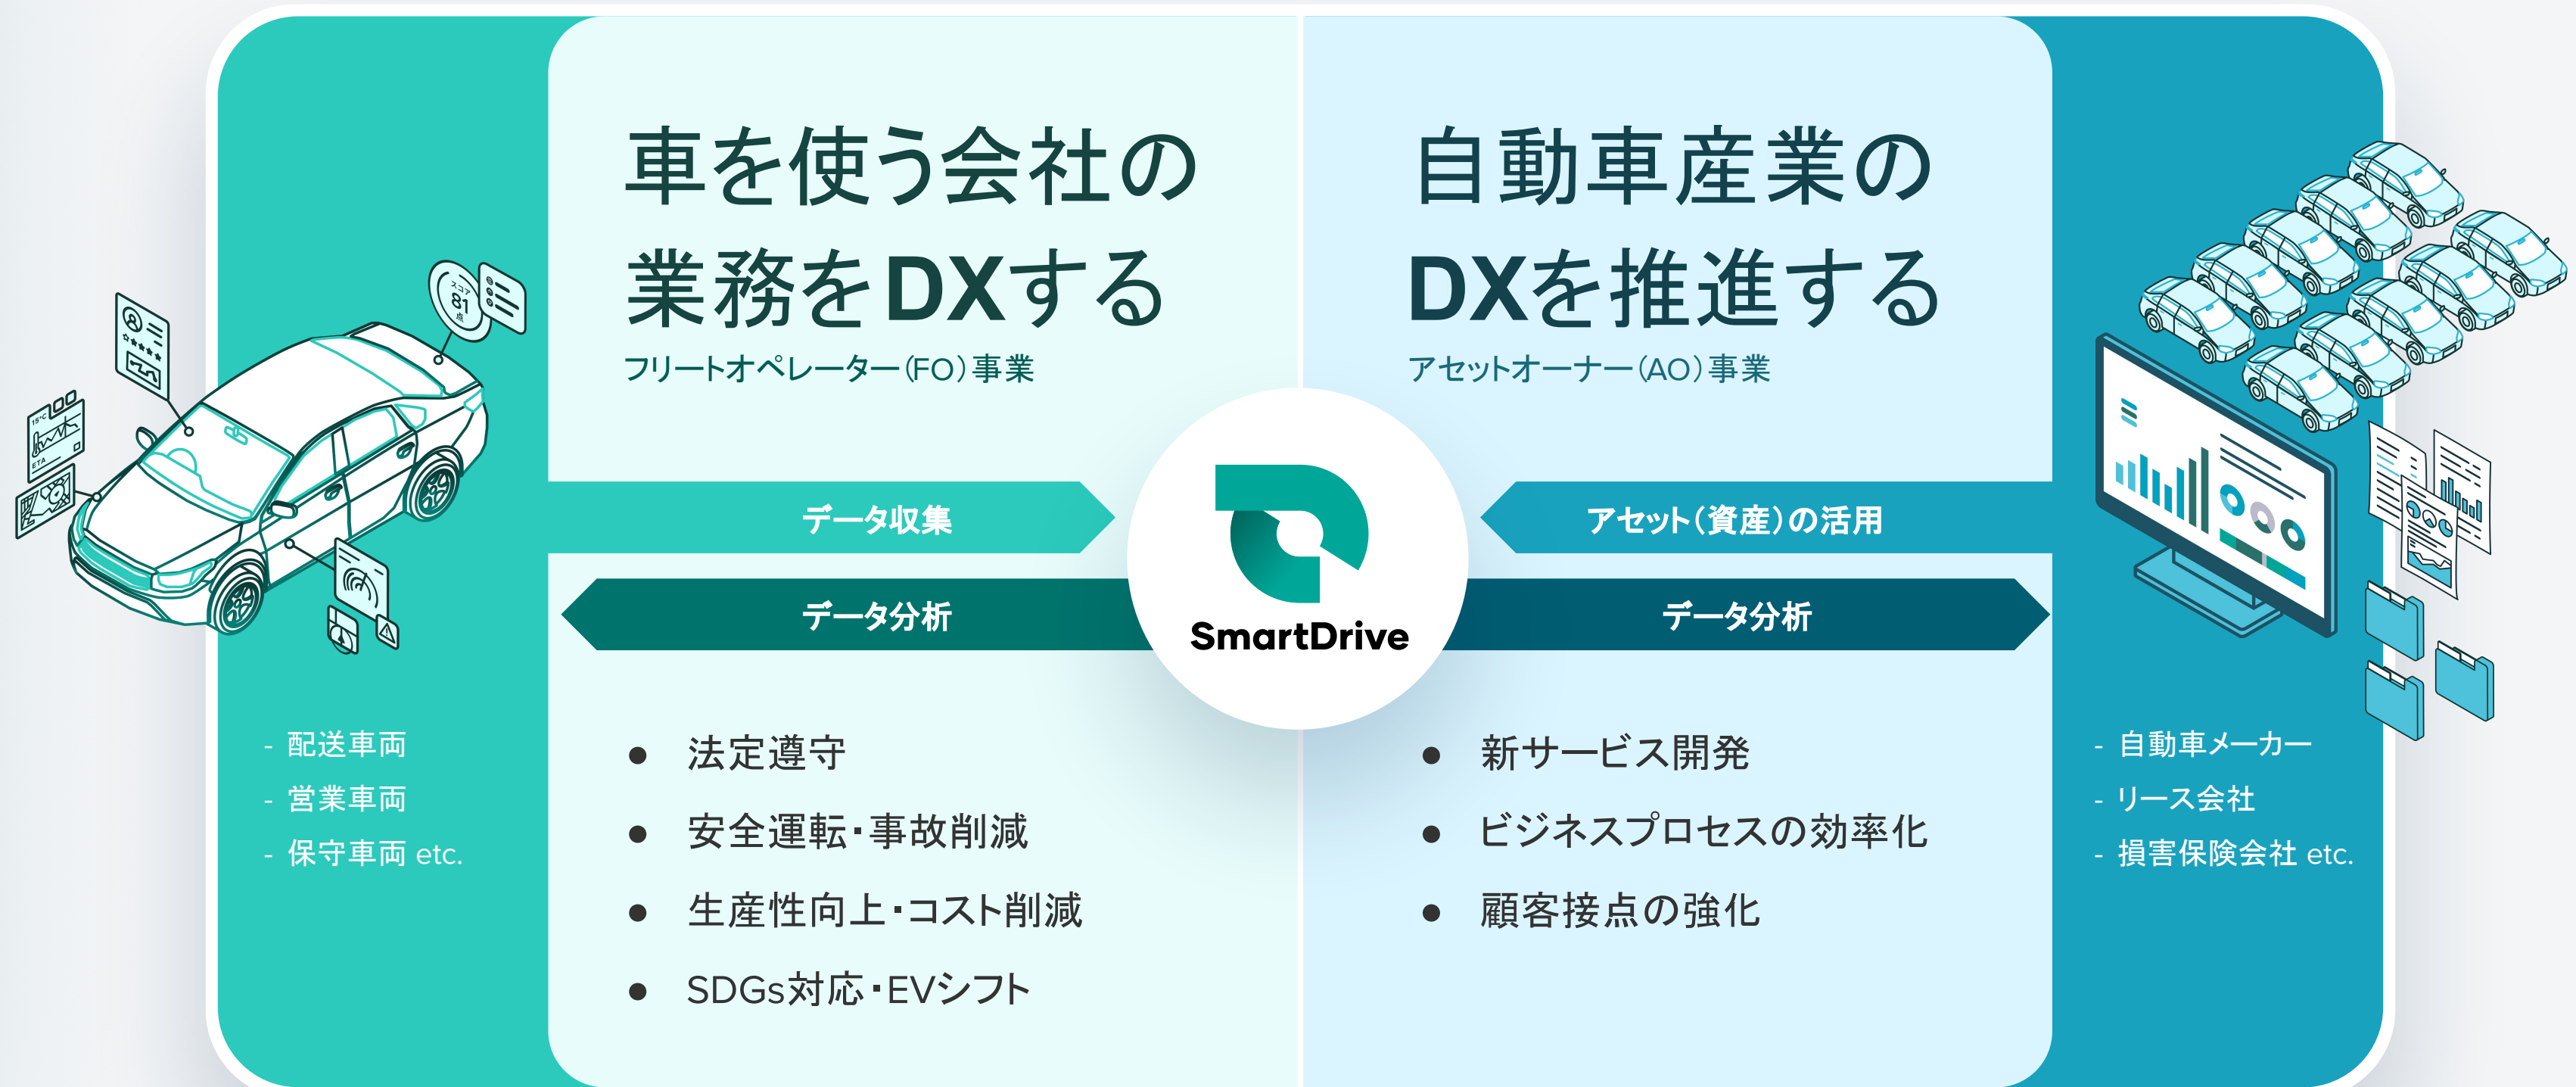 車を使う会社の
業務をDXする
フリートオペレーター(FO)事業
データ収集
データ分析
スコア
81
点
15°C
ETA
- 配送車両
- 営業車両
- 保守車両 etc.
● 法定遵守
● 安全運転・事故削減
● 生産性向上・コスト削減
● SDGs対応・EVシフト
SmartDrive
自動車産業の
DXを推進する
アセットオーナー(AO)事業
アセット(資産)の活用
データ分析
● 新サービス開発
● ビジネスプロセスの効率化
● 顧客接点の強化
- 自動車メーカー
- リース会社
- 損害保険会社 etc.